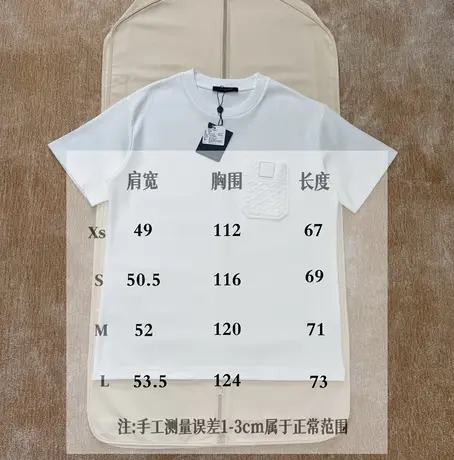 肩宽 胸围 长度
Xs 49 112 67
S 50.5 116 69
M 52 120 71
L 53.5 124 73
注:手工测量误差1-3cm属于正常范围